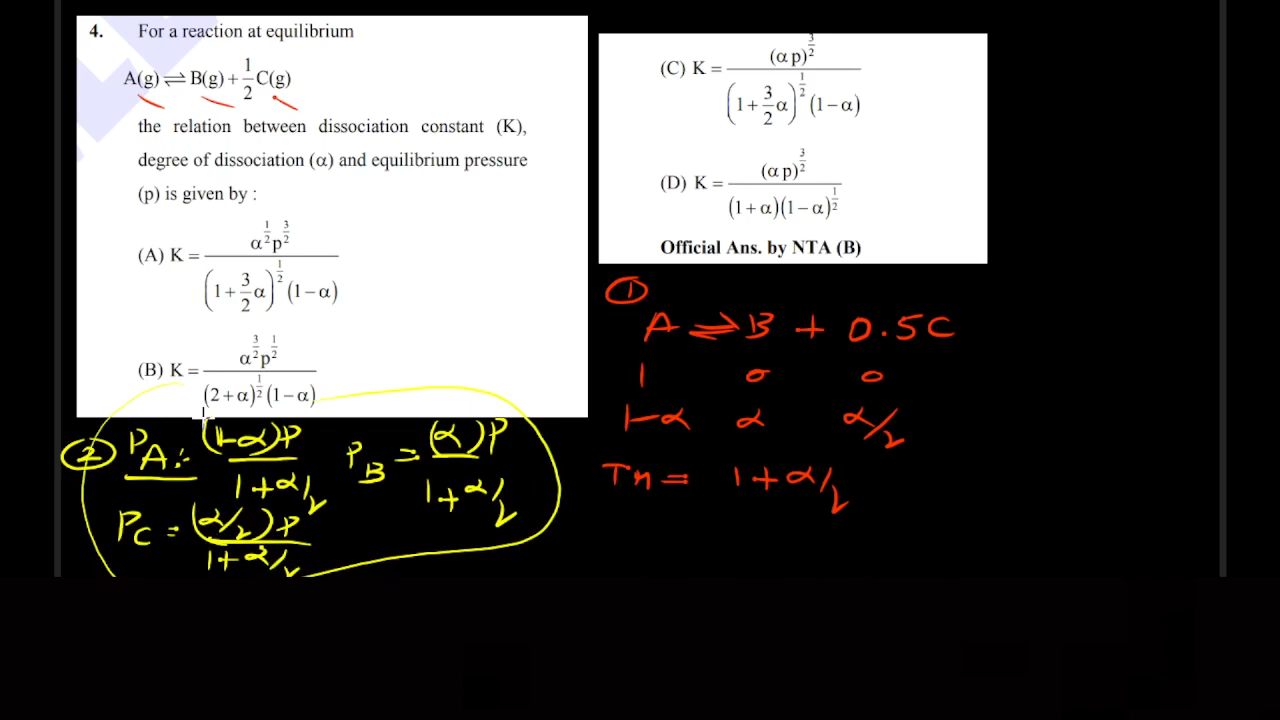 4. For a reaction at equilibrium
A(g) ⇌ B(g) + 1/2 C(g)
the relation between dissociation constant (K),
degree of dissociation (α) and equilibrium pressure
(p) is given by :
(A) K = α^(1/2) p^(3/2) / (1 + 3/2 α)^(1/2) (1 − α)
(B) K = α^(3/2) p^(1/2) / (2 + α)^(1/2) (1 − α)
(C) K = (α p)^(3/2) / (1 + 3/2 α)^(1/2) (1 − α)
(D) K = (α p)^(3/2) / (1 + α)(1 − α)^(1/2)
Official Ans. by NTA (B)
①
A ⇌ B + 0.5C
1 0 0
1-α α α/2
Tn = 1+α/2
② P_A :- (1-α)P / 1+α/2 P_B = (α)P / 1+α/2
P_C = (α/2)P / 1+α/2